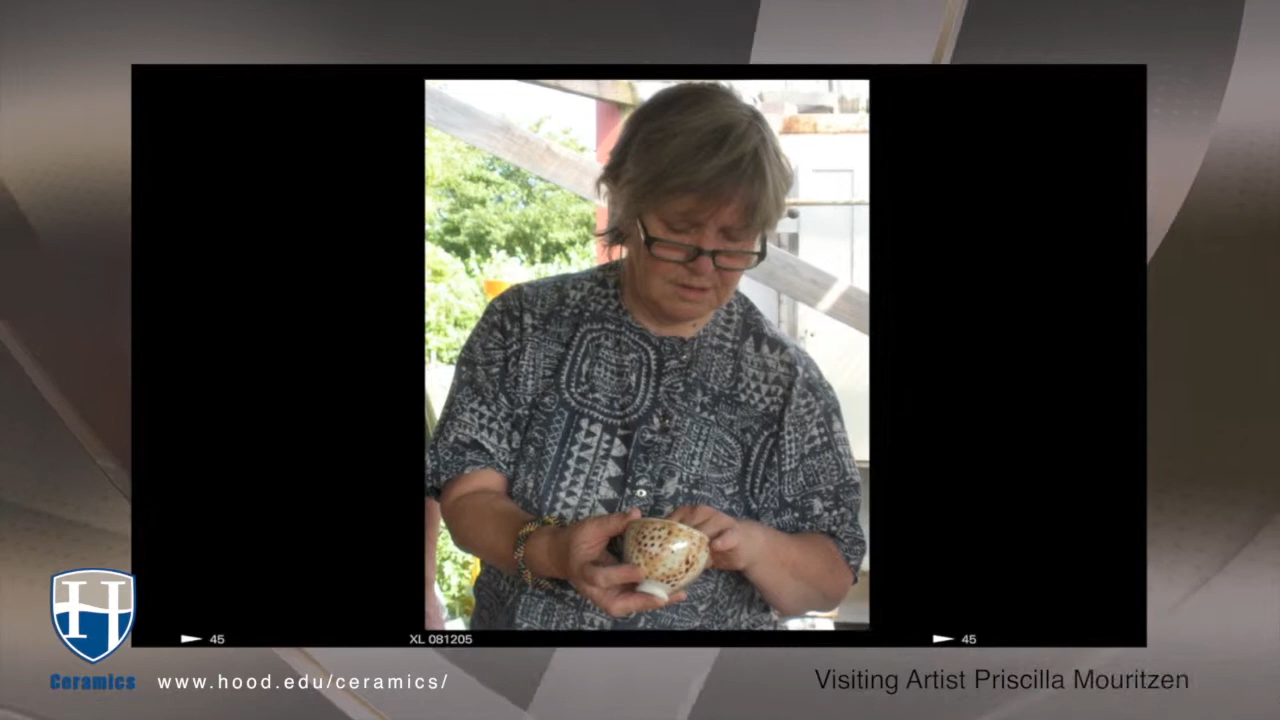 45
XL 081205
45
H
Ceramics
www.hood.edu/ceramics/
Visiting Artist Priscilla Mouritzen